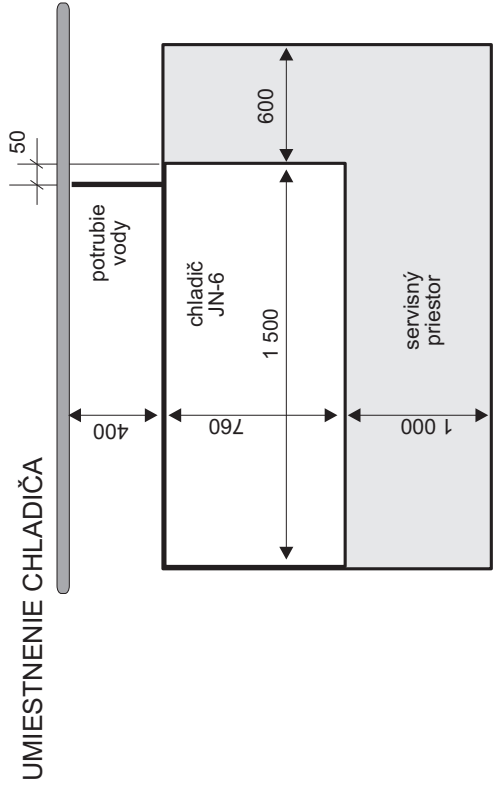 UMIESTNENIE CHLADIČA
50
potrubie
vody
400
chladič
JN-6
1 500
600
760
servisný
priestor
1 000